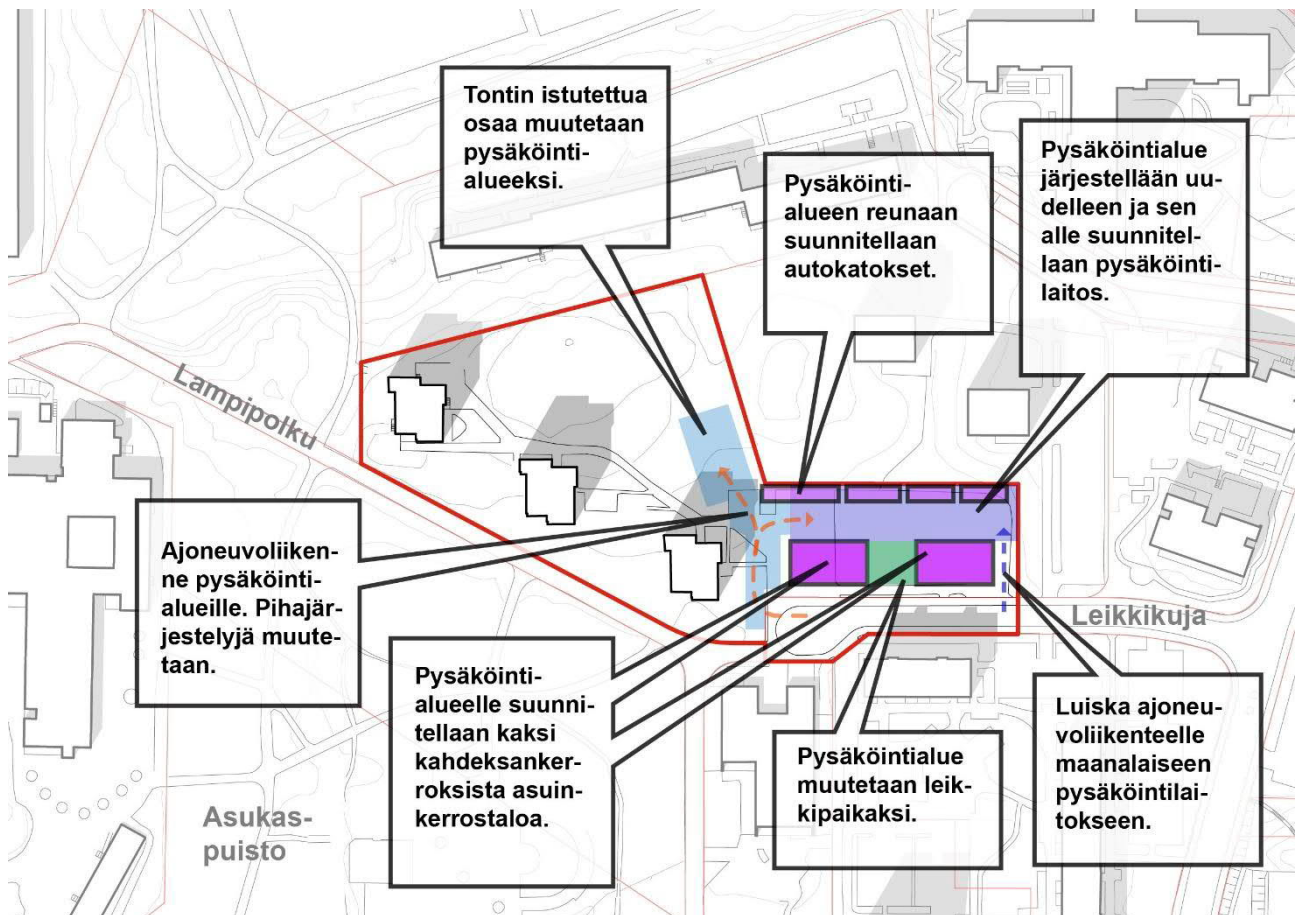 Tontin istutettua
osaa muutetaan
pysäköinti-
alueeksi.
Pysäköinti-
alueen reunaan
suunnitellaan
autokatokset.
Pysäköintialue
järjestellään uu-
delleen ja sen
alle suunnitel-
laan pysäköinti-
laitos.
Lampipolku
Ajoneuvoliiken-
ne pysäköinti-
alueille. Pihajär-
jestelyjä muute-
taan.
Leikkikuja
Pysäköinti-
alueelle suunni-
tellaan kaksi
kahdeksanker-
roksista asuin-
kerrostaloa.
Pysäköintialue
muutetaan leik-
kipaikaksi.
Luiska ajoneu-
voliikenteelle
maanalaiseen
pysäköintilai-
tokseen.
Asukas-
puisto